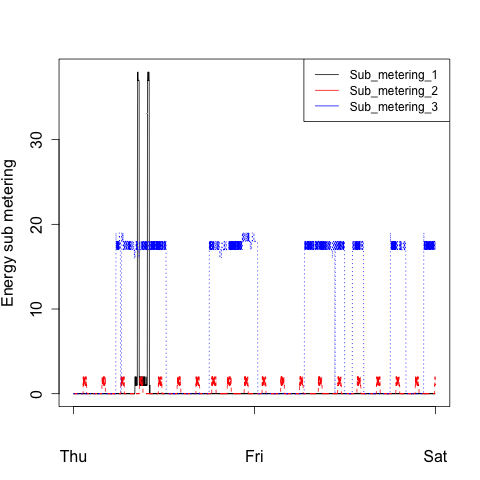 Sub_metering_1
Sub_metering_2
Sub_metering_3
Energy sub metering
30
20
10
0
Thu Fri Sat